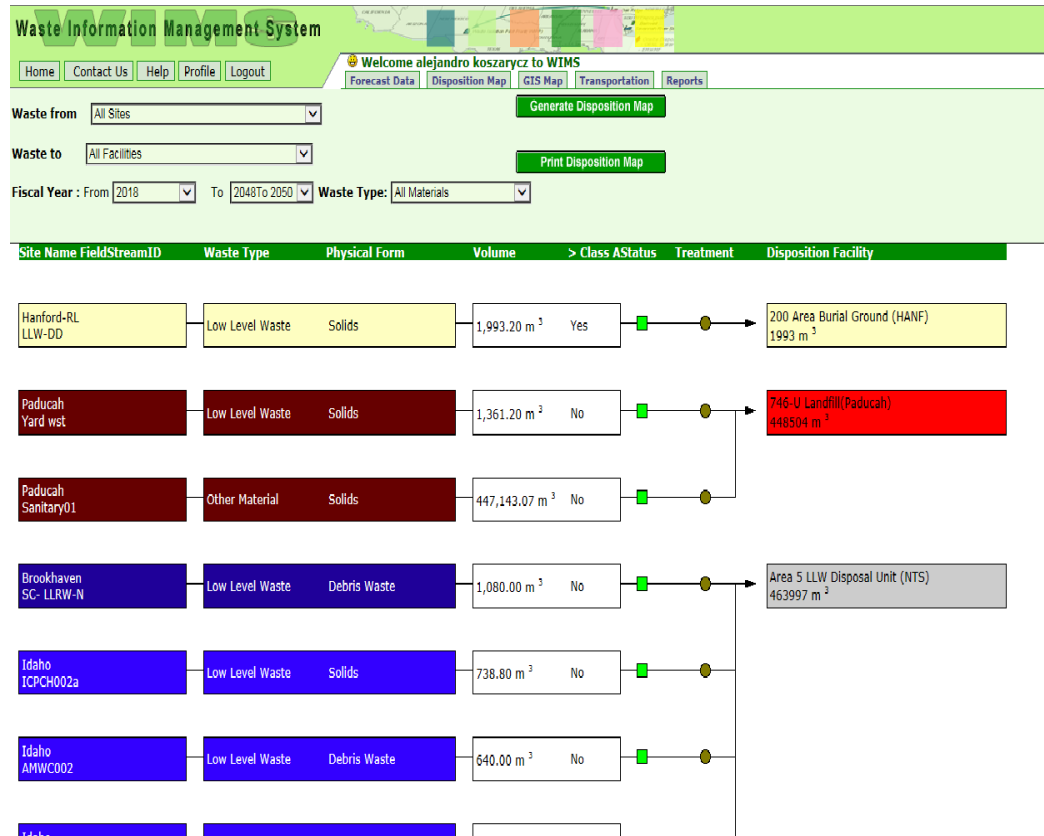 Waste Information Management System
Home Contact Us Help Profile Logout
Welcome alejandro koszarycz to WIMS
Forecast Data Disposition Map GIS Map Transportation Reports
Waste from All Sites
Generate Disposition Map
Waste to All Facilities
Print Disposition Map
Fiscal Year : From 2018 To 2048To 2050 Waste Type: All Materials
Site Name FieldStreamID Waste Type Physical Form Volume > Class AStatus Treatment Disposition Facility
Hanford-RL
LLW-DD
Low Level Waste Solids 1,993.20 m 3 Yes
200 Area Burial Ground (HANF)
1993 m 3
Paducah
Yard wst
Low Level Waste Solids 1,361.20 m 3 No
746-U Landfill(Paducah)
448504 m 3
Paducah
Sanitary01
Other Material Solids 447,143.07 m 3 No
Brookhaven
SC- LLRW-N
Low Level Waste Debris Waste 1,080.00 m 3 No
Area 5 LLW Disposal Unit (NTS)
463997 m 3
Idaho
ICPCH002a
Low Level Waste Solids 738.80 m 3 No
Idaho
AMWC002
Low Level Waste Debris Waste 640.00 m 3 No
Idaho